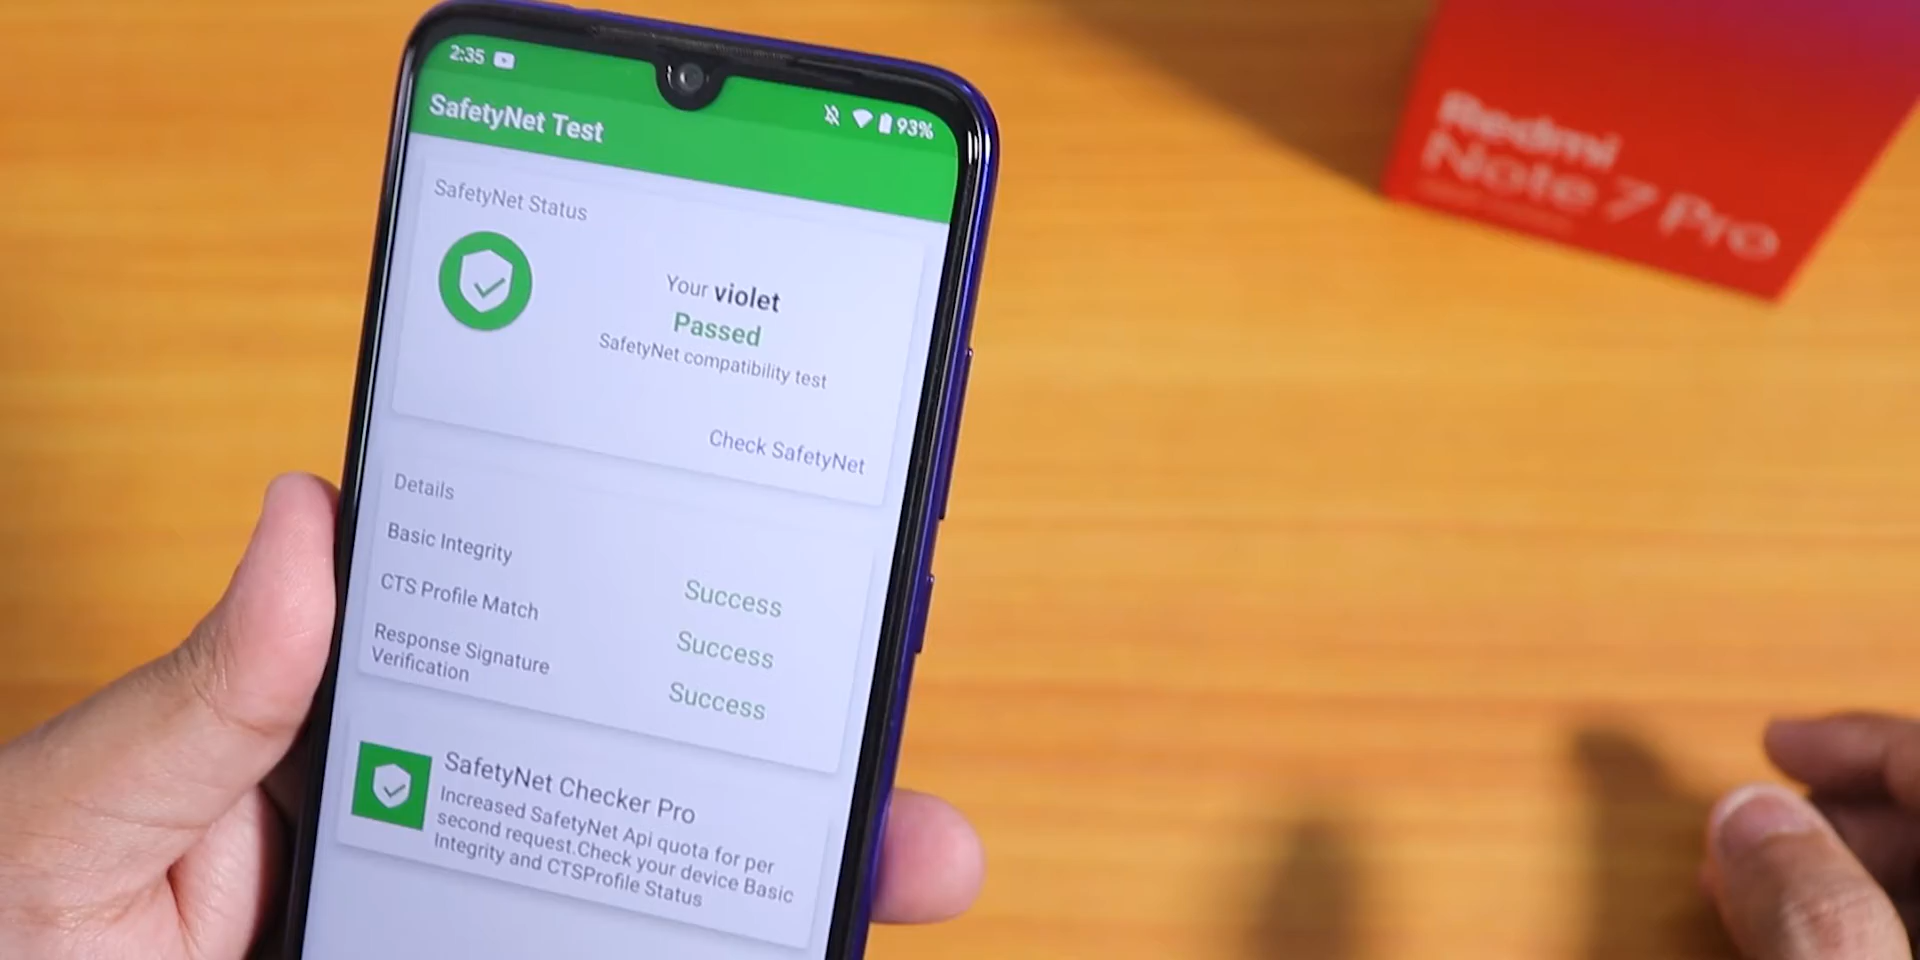 2:35
93%
SafetyNet Test
SafetyNet Status
Your violet
Passed
SafetyNet compatibility test
Check SafetyNet
Details
Basic Integrity
Success
CTS Profile Match
Success
Response Signature
Verification
Success
SafetyNet Checker Pro
Increased SafetyNet Api quota for per
second request.Check your device Basic
Integrity and CTSProfile Status
Redmi
Note 7 Pro